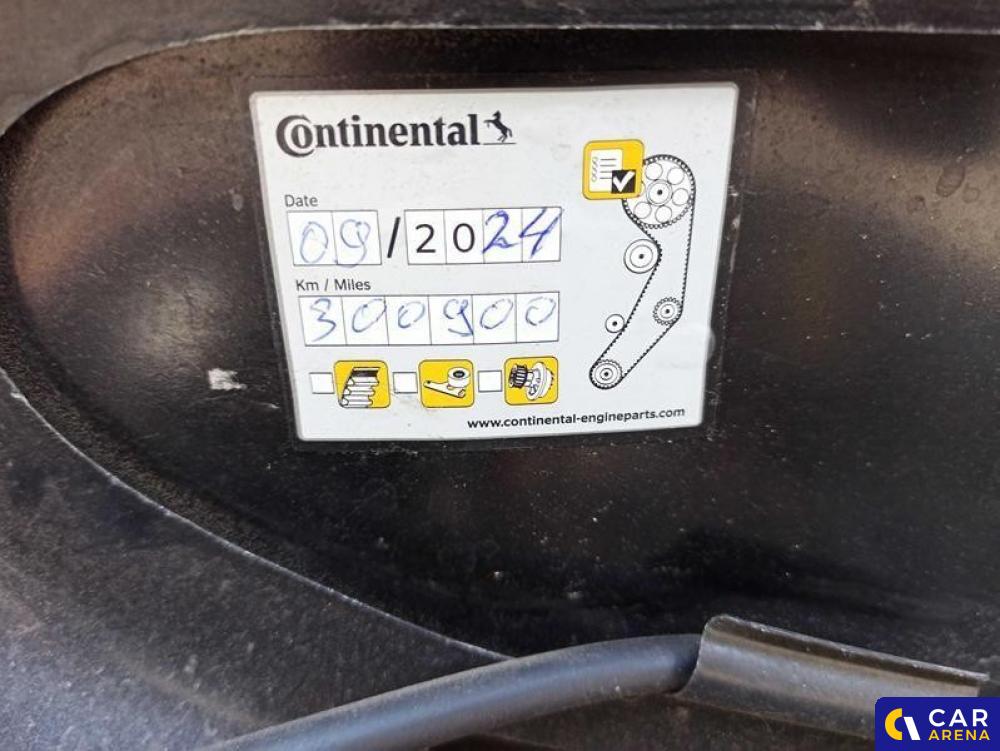 Continental
Date
09/2024
Km / Miles
300900
www.continental-engineparts.com
CAR
ARENA